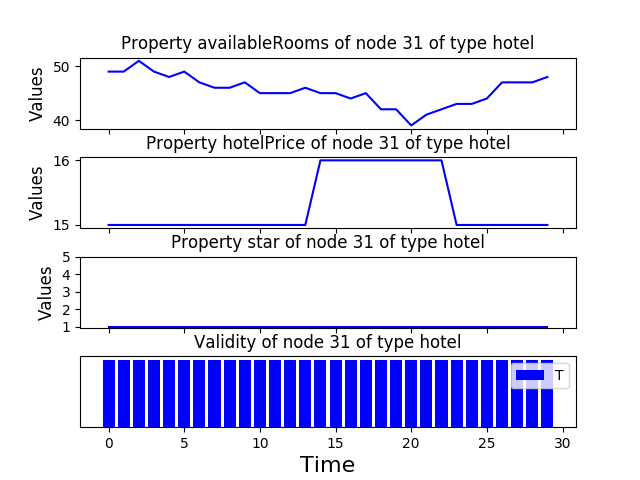 Property availableRooms of node 31 of type hotel
50
40
Values
Property hotelPrice of node 31 of type hotel
16
15
Values
Property star of node 31 of type hotel
5
4
3
2
1
Values
Validity of node 31 of type hotel
T
0 5 10 15 20 25 30
Time